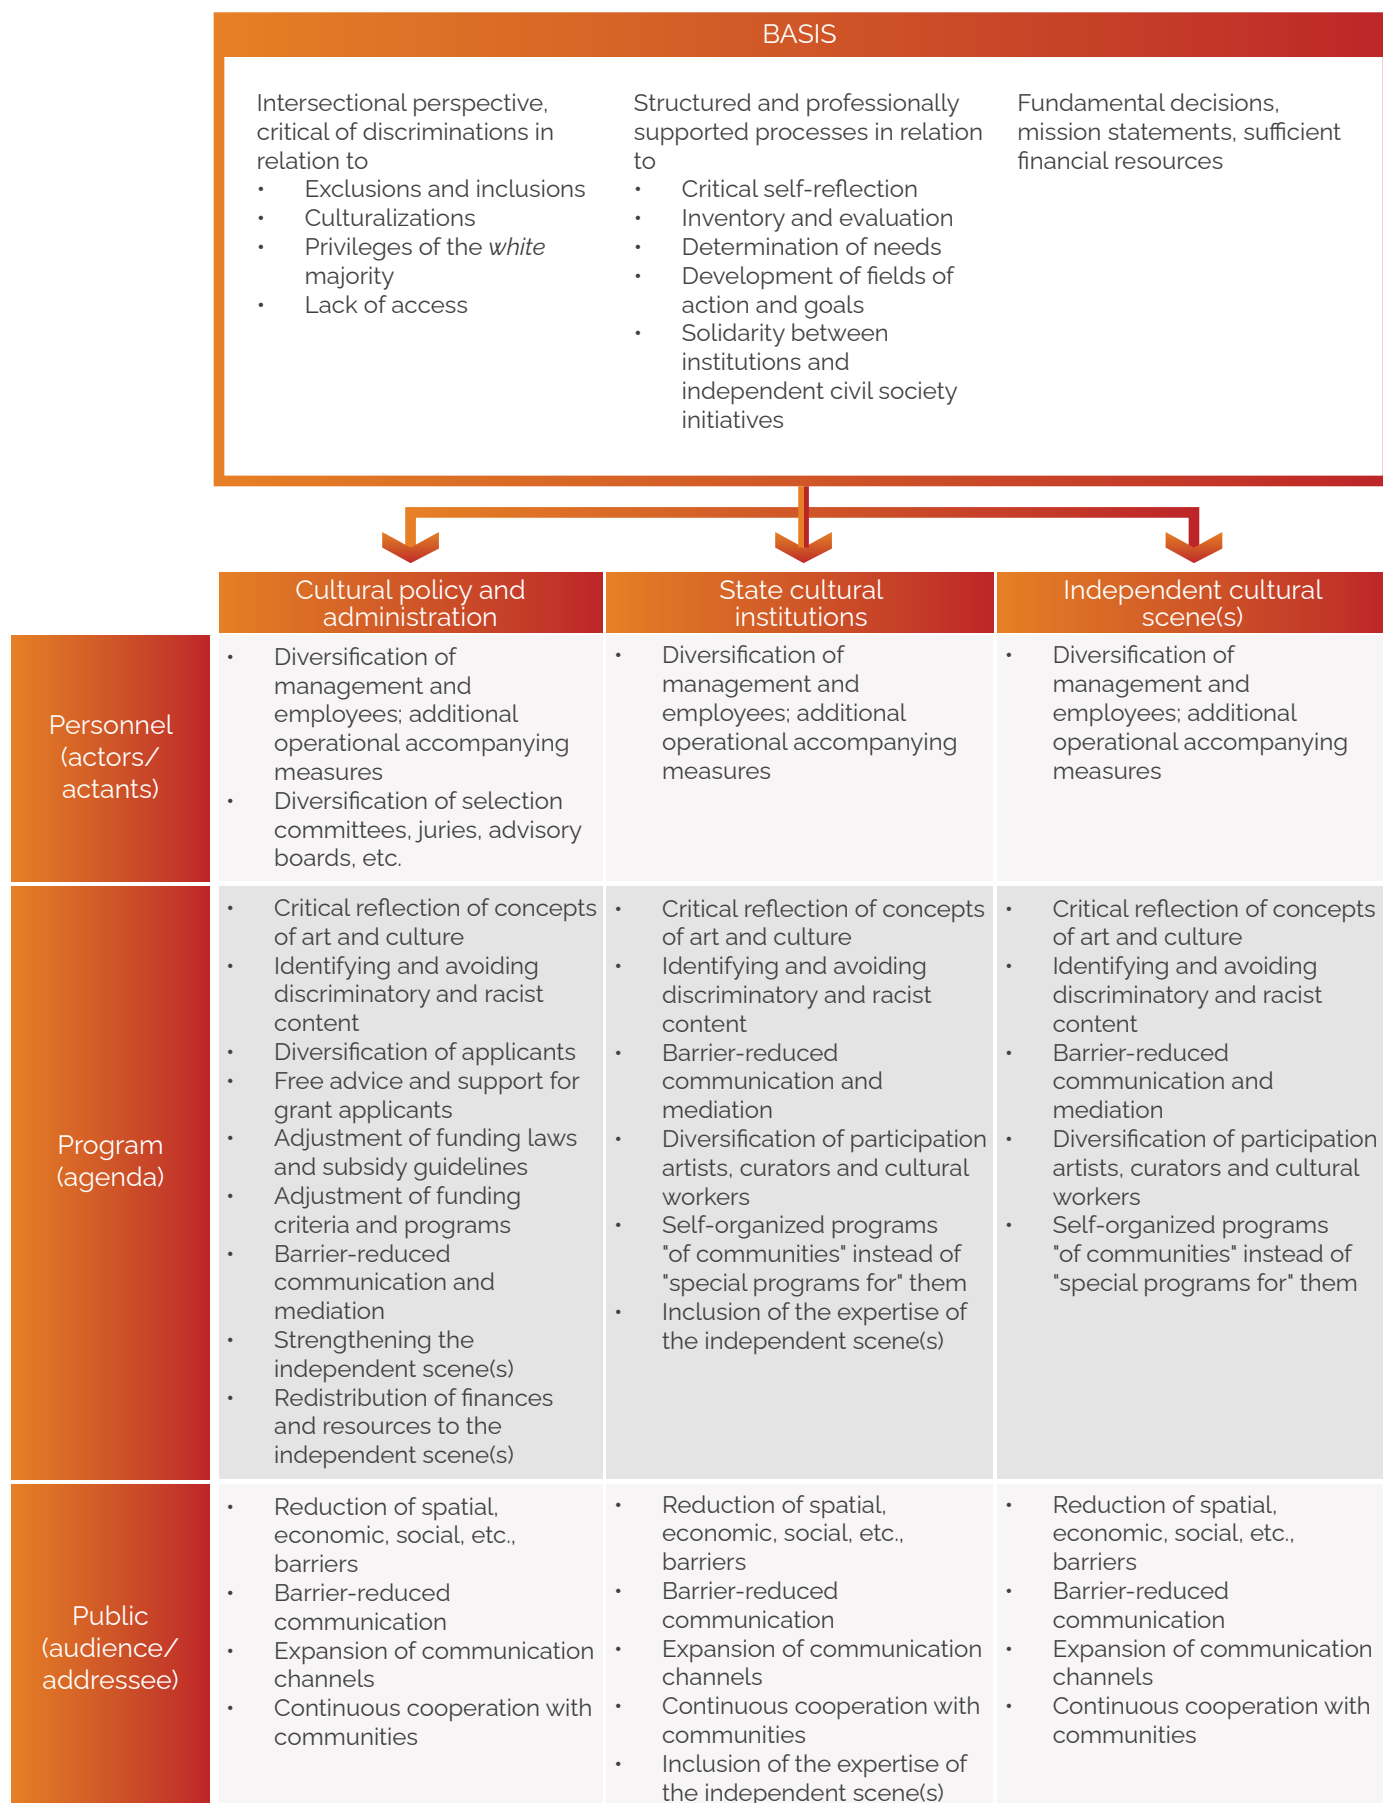 BASIS
Intersectional perspective,
critical of discriminations in
relation to
• Exclusions and inclusions
• Culturalizations
• Privileges of the white
majority
• Lack of access
Structured and professionally
supported processes in relation
to
• Critical self-reflection
• Inventory and evaluation
• Determination of needs
• Development of fields of
action and goals
• Solidarity between
institutions and
independent civil society
initiatives
Fundamental decisions,
mission statements, sufficient
financial resources
Cultural policy and
administration
State cultural
institutions
Independent cultural
scene(s)
Personnel
(actors/
actants)
• Diversification of
management and
employees; additional
operational accompanying
measures
• Diversification of selection
committees, juries, advisory
boards, etc.
• Diversification of
management and
employees; additional
operational accompanying
measures
• Diversification of
management and
employees; additional
operational accompanying
measures
Program
(agenda)
• Critical reflection of concepts
of art and culture
• Identifying and avoiding
discriminatory and racist
content
• Diversification of applicants
• Free advice and support for
grant applicants
• Adjustment of funding laws
and subsidy guidelines
• Adjustment of funding
criteria and programs
• Barrier-reduced
communication and
mediation
• Strengthening the
independent scene(s)
• Redistribution of finances
and resources to the
independent scene(s)
• Critical reflection of concepts
of art and culture
• Identifying and avoiding
discriminatory and racist
content
• Barrier-reduced
communication and
mediation
• Diversification of participation
artists, curators and cultural
workers
• Self-organized programs
"of communities" instead of
"special programs for" them
• Inclusion of the expertise of
the independent scene(s)
• Critical reflection of concepts
of art and culture
• Identifying and avoiding
discriminatory and racist
content
• Barrier-reduced
communication and
mediation
• Diversification of participation
artists, curators and cultural
workers
• Self-organized programs
"of communities" instead of
"special programs for" them
Public
(audience/
addressee)
• Reduction of spatial,
economic, social, etc.,
barriers
• Barrier-reduced
communication
• Expansion of communication
channels
• Continuous cooperation with
communities
• Reduction of spatial,
economic, social, etc.,
barriers
• Barrier-reduced
communication
• Expansion of communication
channels
• Continuous cooperation with
communities
• Inclusion of the expertise of
the independent scene(s)
• Reduction of spatial,
economic, social, etc.,
barriers
• Barrier-reduced
communication
• Expansion of communication
channels
• Continuous cooperation with
communities